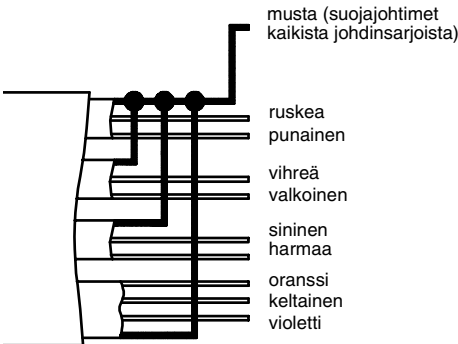 musta (suojajohtimet
kaikista johdinsarjoista)
ruskea
punainen
vihreä
valkoinen
sininen
harmaa
oranssi
keltainen
violetti